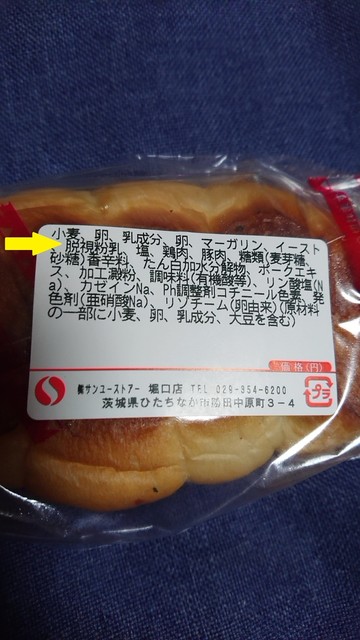 小麦、卵、乳成分、卵、マーガリン、イースト
、脱視粉乳、塩、鶏肉、豚肉、糖類(麦芽糖、
砂糖)香辛料、たん白加水分解物、ポークエキ
ス、加工澱粉、調味料(有機酸等)、リン酸塩(N
a)、カゼインNa、Ph調整剤コチニール色素、発
色剤(亜硝酸Na)、リゾチーム(卵由来)(原材料
の一部に小麦、卵、乳成分、大豆を含む)
価格(円)
㈱サンユーストアー 堀口店 TEL 029-354-6200
茨城県ひたちなか市勝田中原町3-4
プラ